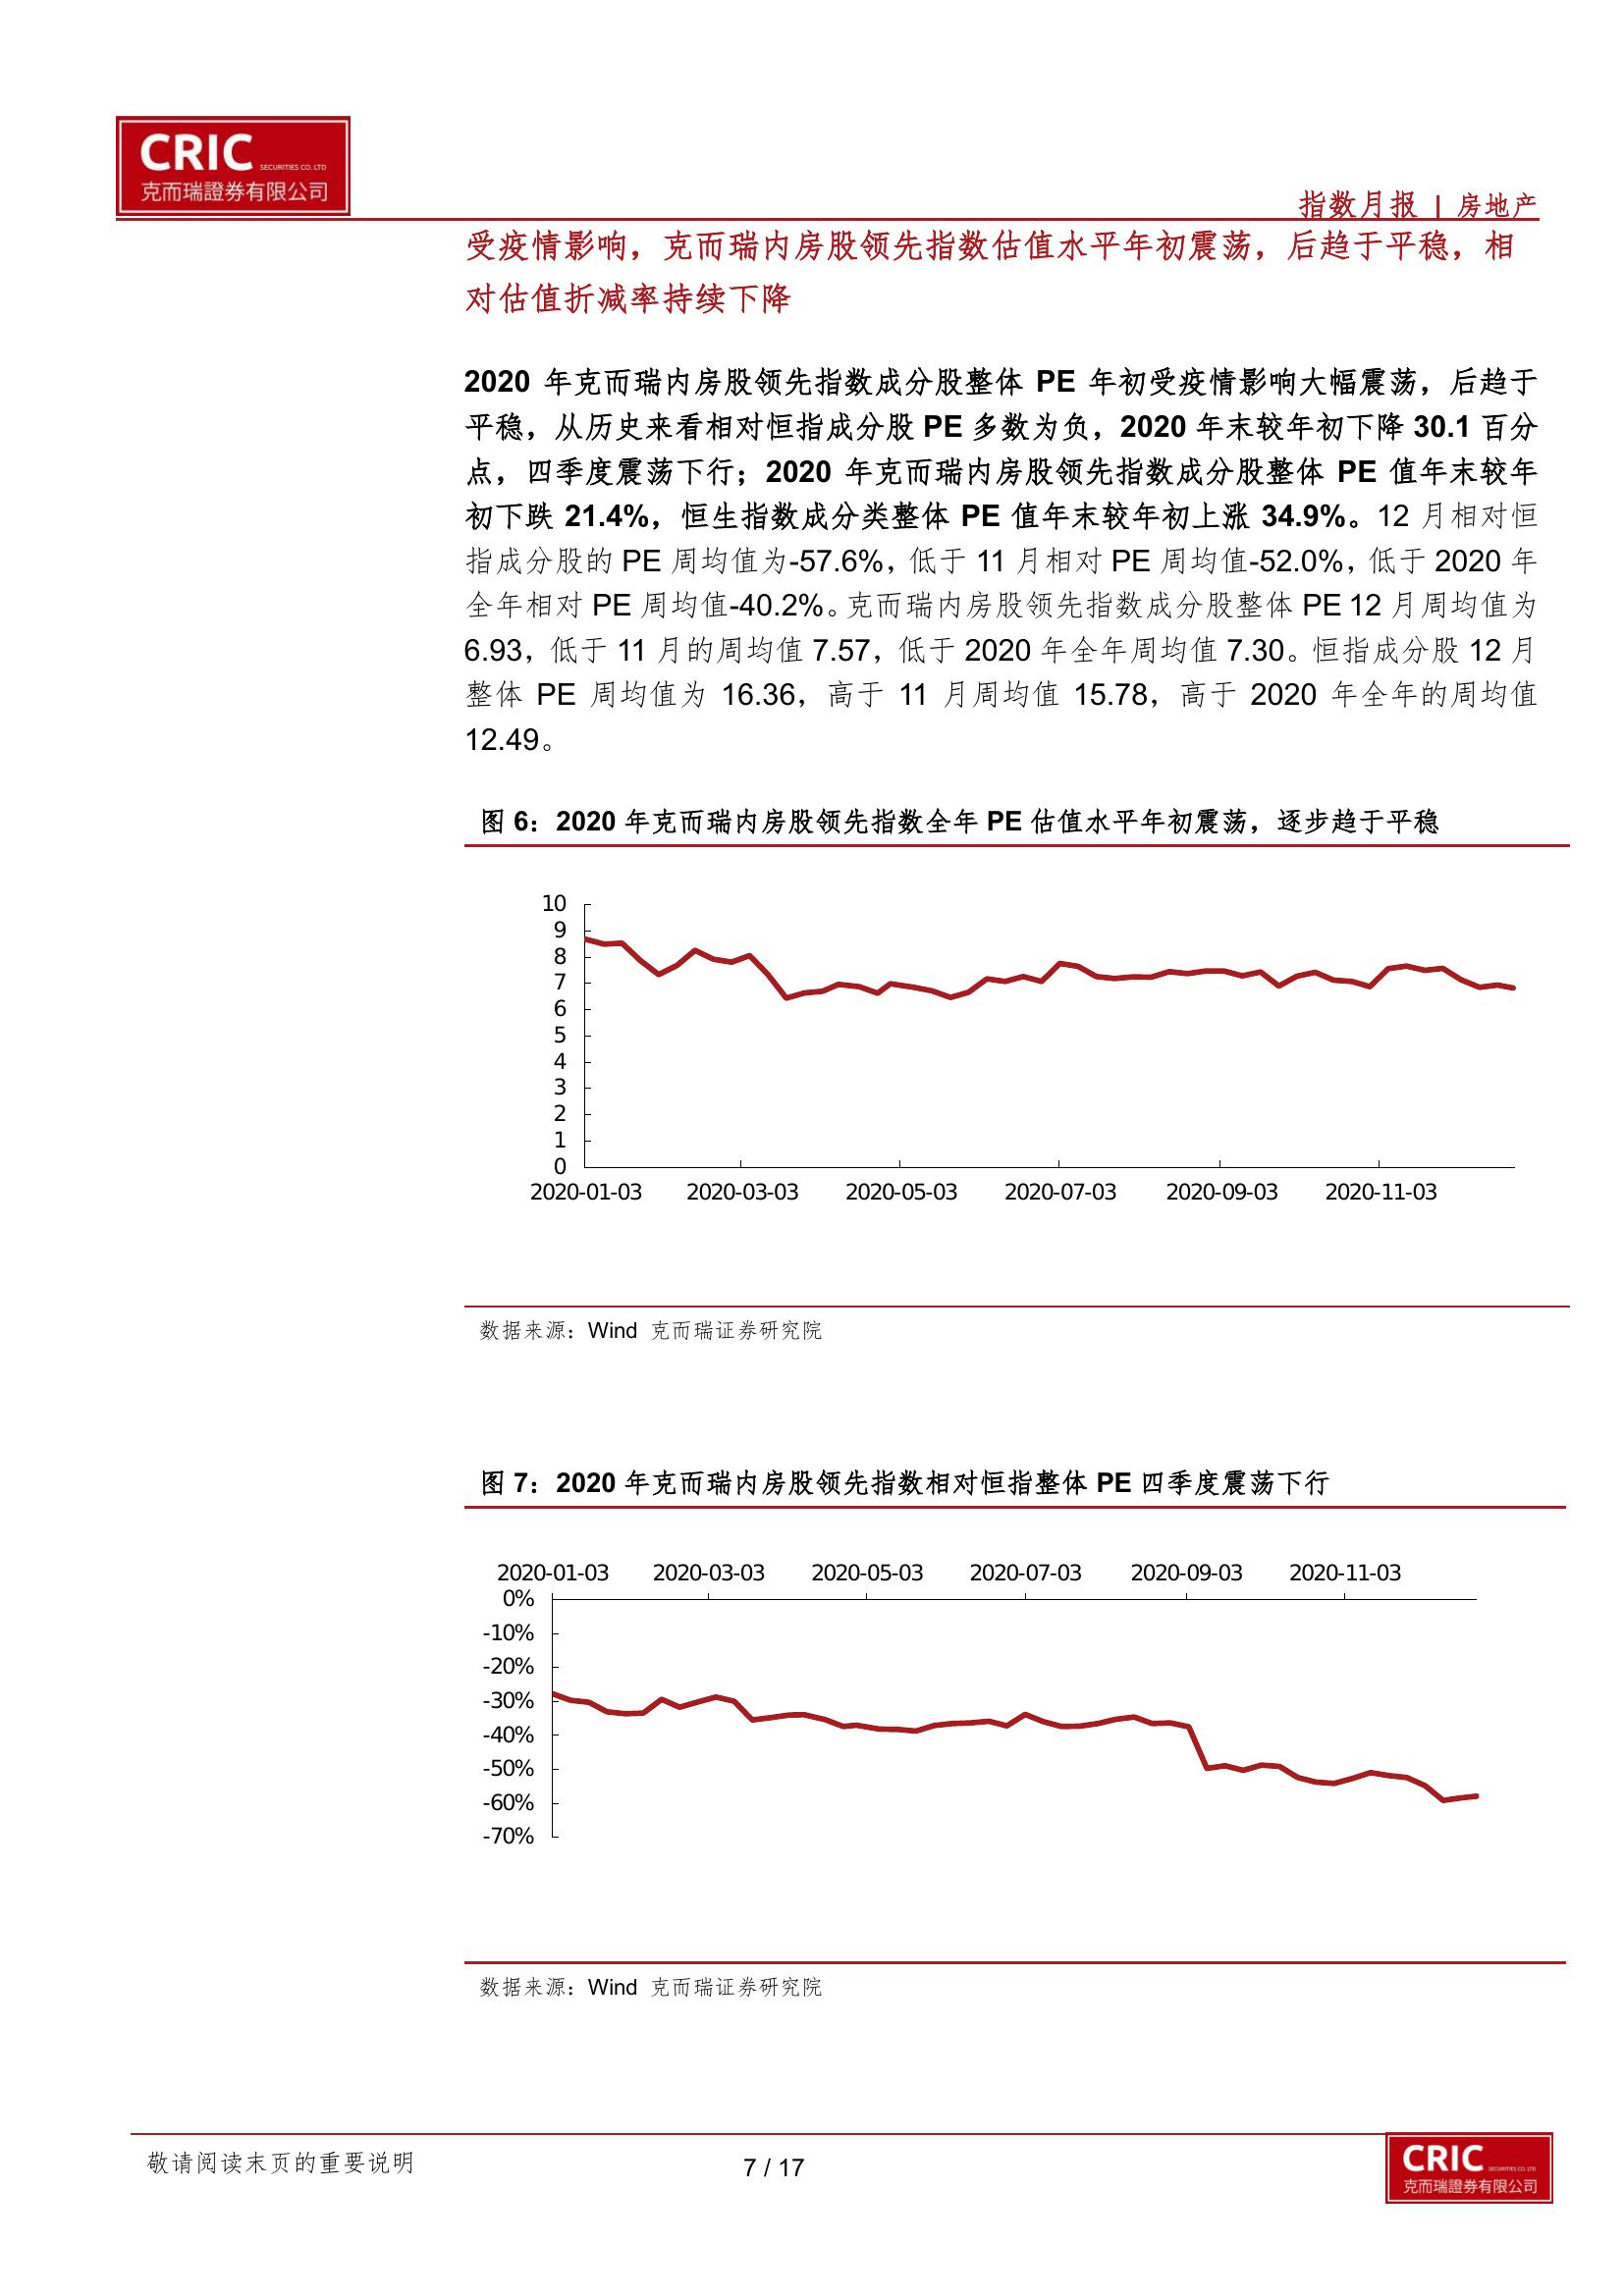 CRIC SECURITIES CO. LTD
克而瑞證券有限公司
指数月报 | 房地产
受疫情影响，克而瑞内房股领先指数估值水平年初震荡，后趋于平稳，相
对估值折减率持续下降
2020 年克而瑞内房股领先指数成分股整体 PE 年初受疫情影响大幅震荡，后趋于
平稳，从历史来看相对恒指成分股 PE 多数为负，2020 年末较年初下降 30.1 百分
点，四季度震荡下行；2020 年克而瑞内房股领先指数成分股整体 PE 值年末较年
初下跌 21.4%，恒生指数成分类整体 PE 值年末较年初上涨 34.9%。12 月相对恒
指成分股的 PE 周均值为-57.6%，低于 11 月相对 PE 周均值-52.0%，低于 2020 年
全年相对 PE 周均值-40.2%。克而瑞内房股领先指数成分股整体 PE 12 月周均值为
6.93，低于 11 月的周均值 7.57，低于 2020 年全年周均值 7.30。恒指成分股 12 月
整体 PE 周均值为 16.36，高于 11 月周均值 15.78，高于 2020 年全年的周均值
12.49。
图 6：2020 年克而瑞内房股领先指数全年 PE 估值水平年初震荡，逐步趋于平稳
10
9
8
7
6
5
4
3
2
1
0
2020-01-03 2020-03-03 2020-05-03 2020-07-03 2020-09-03 2020-11-03
数据来源：Wind 克而瑞证券研究院
图 7：2020 年克而瑞内房股领先指数相对恒指整体 PE 四季度震荡下行
2020-01-03 2020-03-03 2020-05-03 2020-07-03 2020-09-03 2020-11-03
0%
-10%
-20%
-30%
-40%
-50%
-60%
-70%
数据来源：Wind 克而瑞证券研究院
敬请阅读末页的重要说明
7 / 17
CRIC SECURITIES CO. LTD
克而瑞證券有限公司